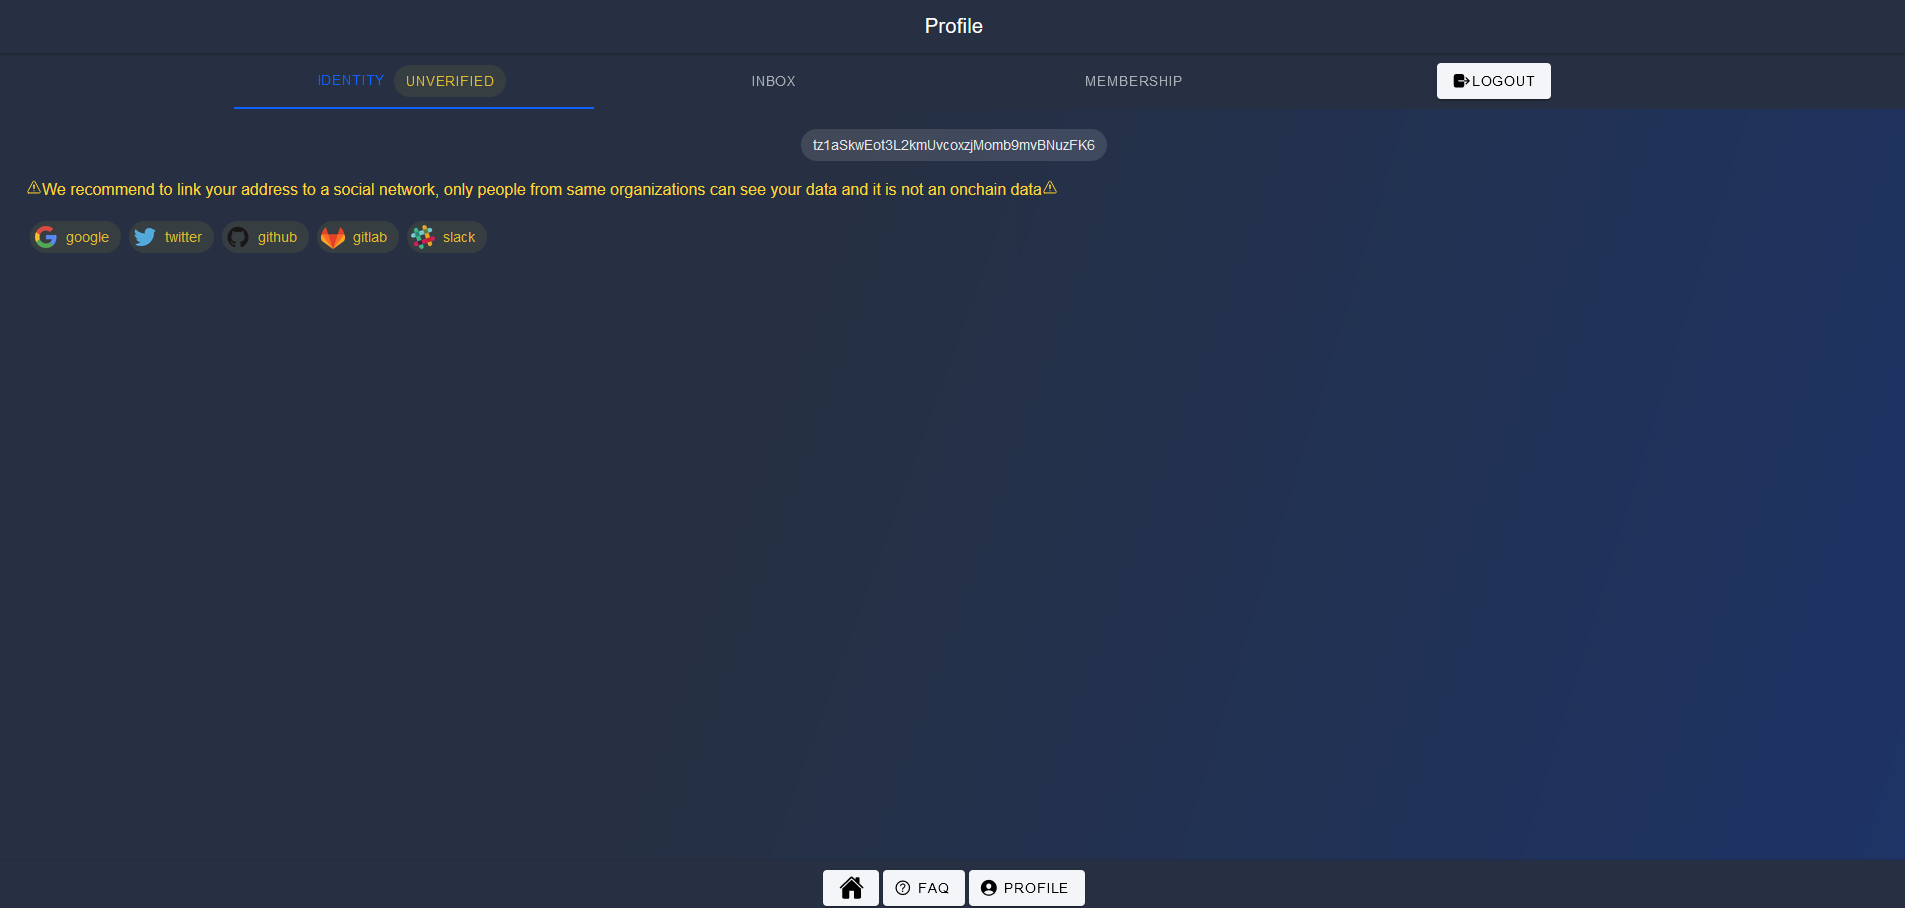 Profile
IDENTITY UNVERIFIED INBOX MEMBERSHIP LOGOUT
tz1aSkwEot3L2kmUvcoxzjMomb9mvBNuzFK6
⚠We recommend to link your address to a social network, only people from same organizations can see your data and it is not an onchain data⚠
google twitter github gitlab slack
FAQ PROFILE